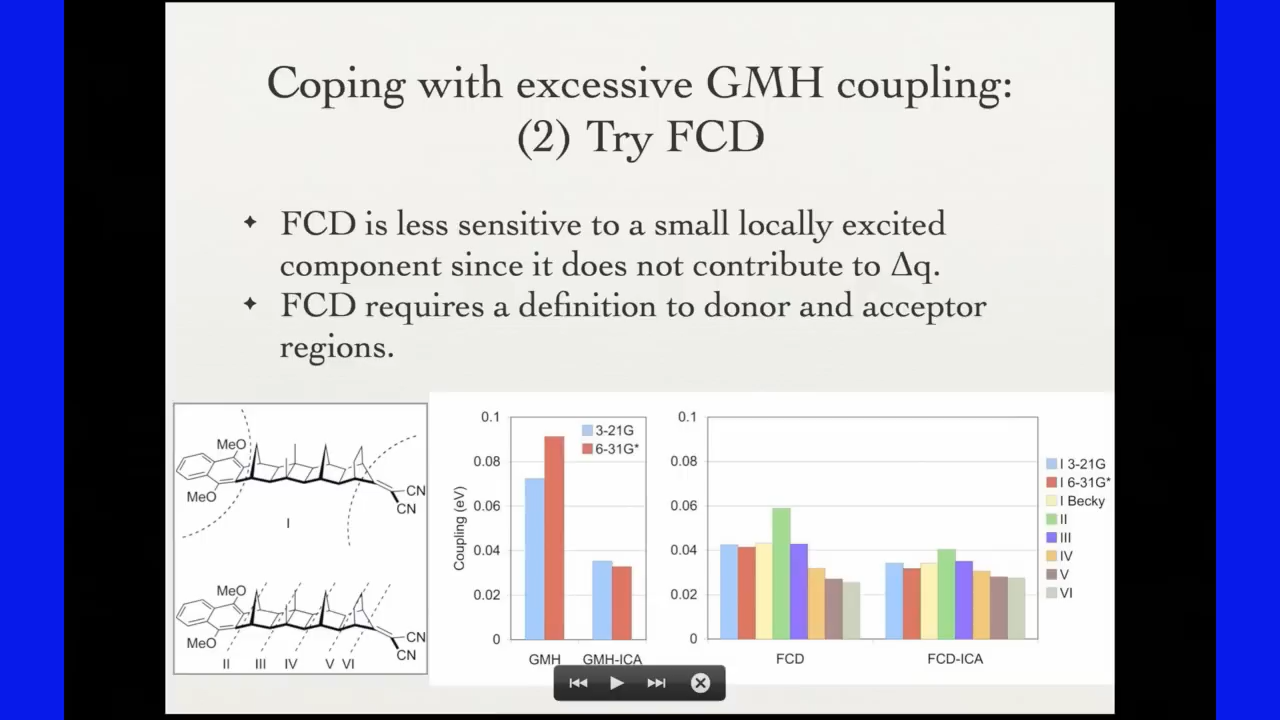 Coping with excessive GMH coupling:
(2) Try FCD
✦ FCD is less sensitive to a small locally excited
component since it does not contribute to Δq.
✦ FCD requires a definition to donor and acceptor
regions.
MeO
MeO
CN
CN
I
MeO
MeO
CN
CN
II III IV V VI
Coupling (eV)
0.1
0.08
0.06
0.04
0.02
0
3-21G
6-31G*
GMH GMH-ICA
0.1
0.08
0.06
0.04
0.02
0
FCD FCD-ICA
I 3-21G
I 6-31G*
I Becky
II
III
IV
V
VI